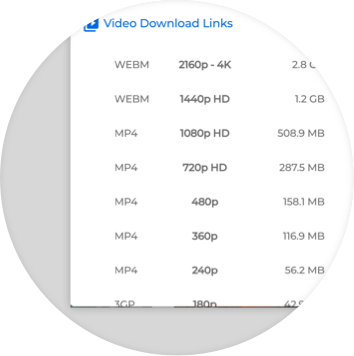 Video Download Links
WEBM 2160p - 4K 2.8
WEBM 1440p HD 1.2 GB
MP4 1080p HD 508.9 MB
MP4 720p HD 287.5 MB
MP4 480p 158.1 MB
MP4 360p 116.9 MB
MP4 240p 56.2 MB
3GP 180p 42.9